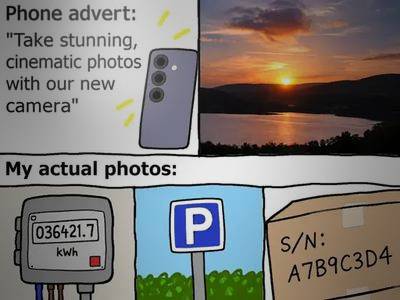 Phone advert:
"Take stunning,
cinematic photos
with our new
camera"
My actual photos:
036421.7
kWh
P
S/N:
A7B9C3D4